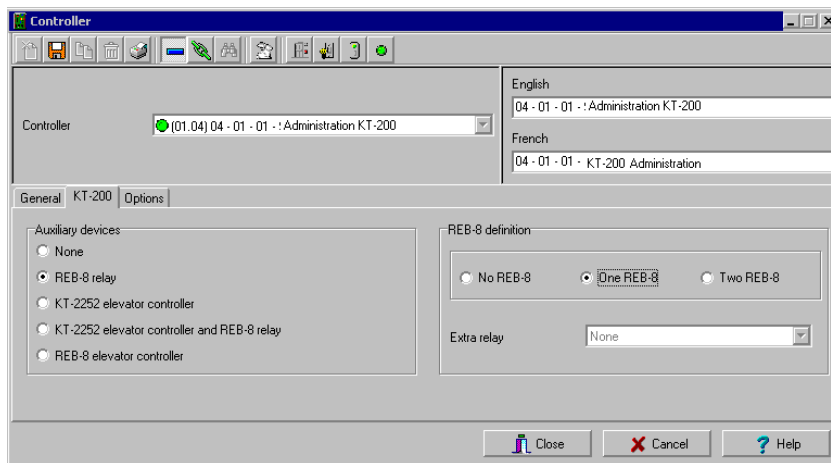 Controller
English
04 - 01 - 01 - : Administration KT-200
Controller
(01.04) 04 - 01 - 01 - : Administration KT-200
French
04 - 01 - 01 - KT-200 Administration
General KT-200 Options
Auxiliary devices
None
REB-8 relay
KT-2252 elevator controller
KT-2252 elevator controller and REB-8 relay
REB-8 elevator controller
REB-8 definition
No REB-8 One REB-8 Two REB-8
Extra relay None
Close Cancel ? Help